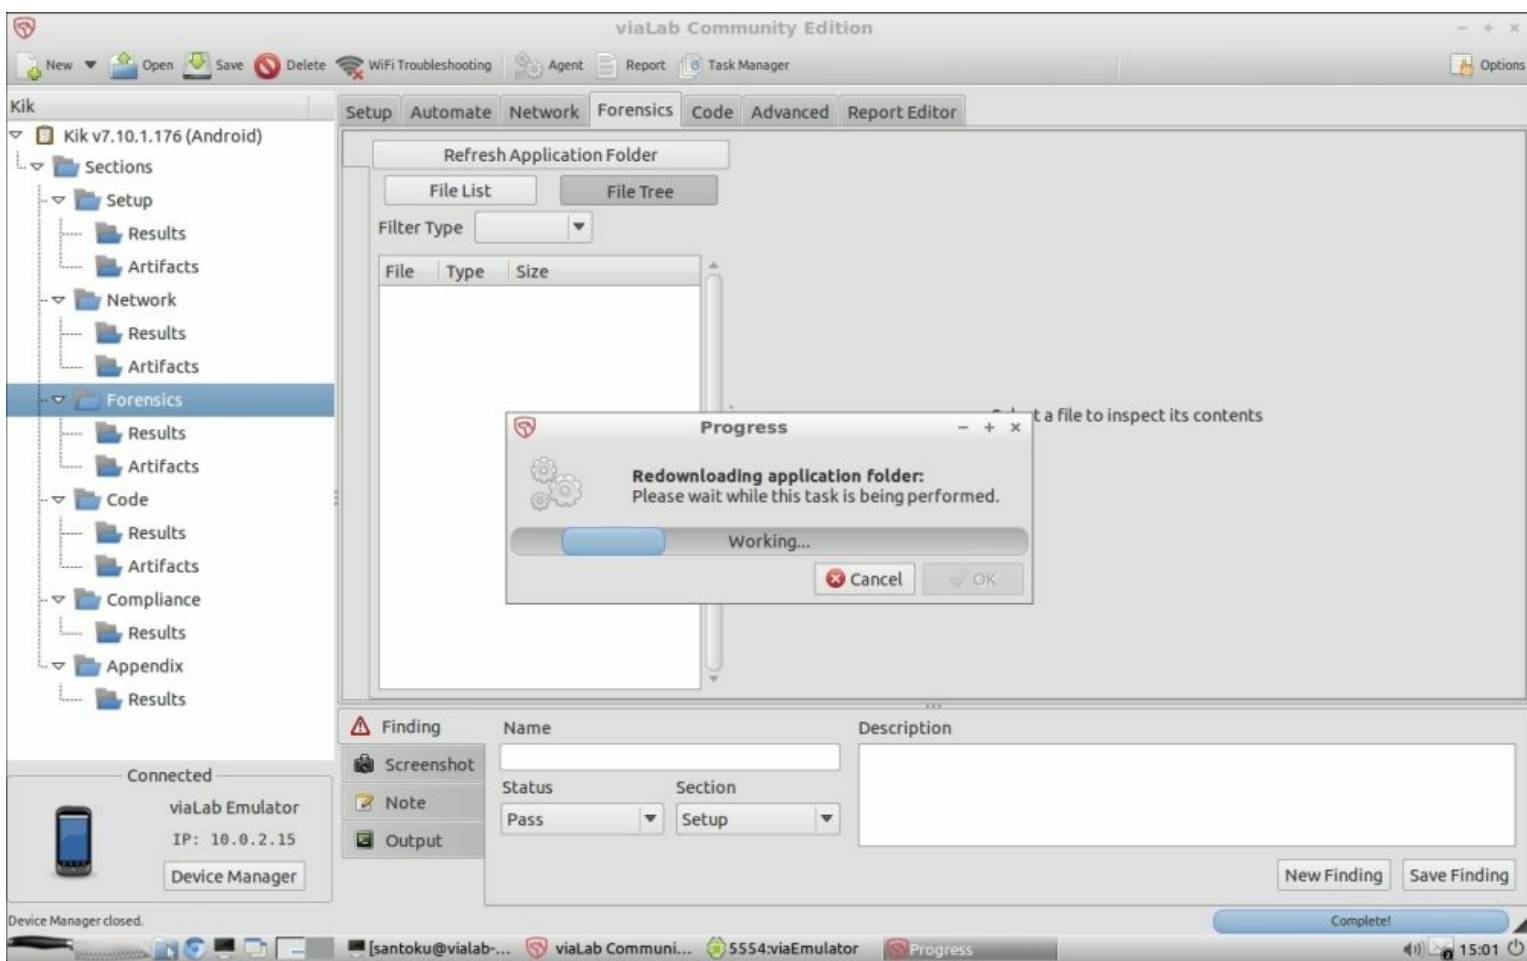 viaLab Community Edition
New Open Save Delete WiFi Troubleshooting Agent Report Task Manager Options
Kik
Setup Automate Network Forensics Code Advanced Report Editor
Kik v7.10.1.176 (Android)
Sections
Setup
Results
Artifacts
Network
Results
Artifacts
Forensics
Results
Artifacts
Code
Results
Artifacts
Compliance
Results
Appendix
Results
Refresh Application Folder
File List File Tree
Filter Type
File Type Size
t a file to inspect its contents
Progress
Redownloading application folder:
Please wait while this task is being performed.
Working...
Cancel OK
Finding
Screenshot
Note
Output
Name
Description
Status Section
Pass Setup
New Finding Save Finding
Connected
viaLab Emulator
IP: 10.0.2.15
Device Manager
Device Manager closed.
Complete!
[santoku@vialab-... viaLab Communi... 5554:viaEmulator Progress 15:01